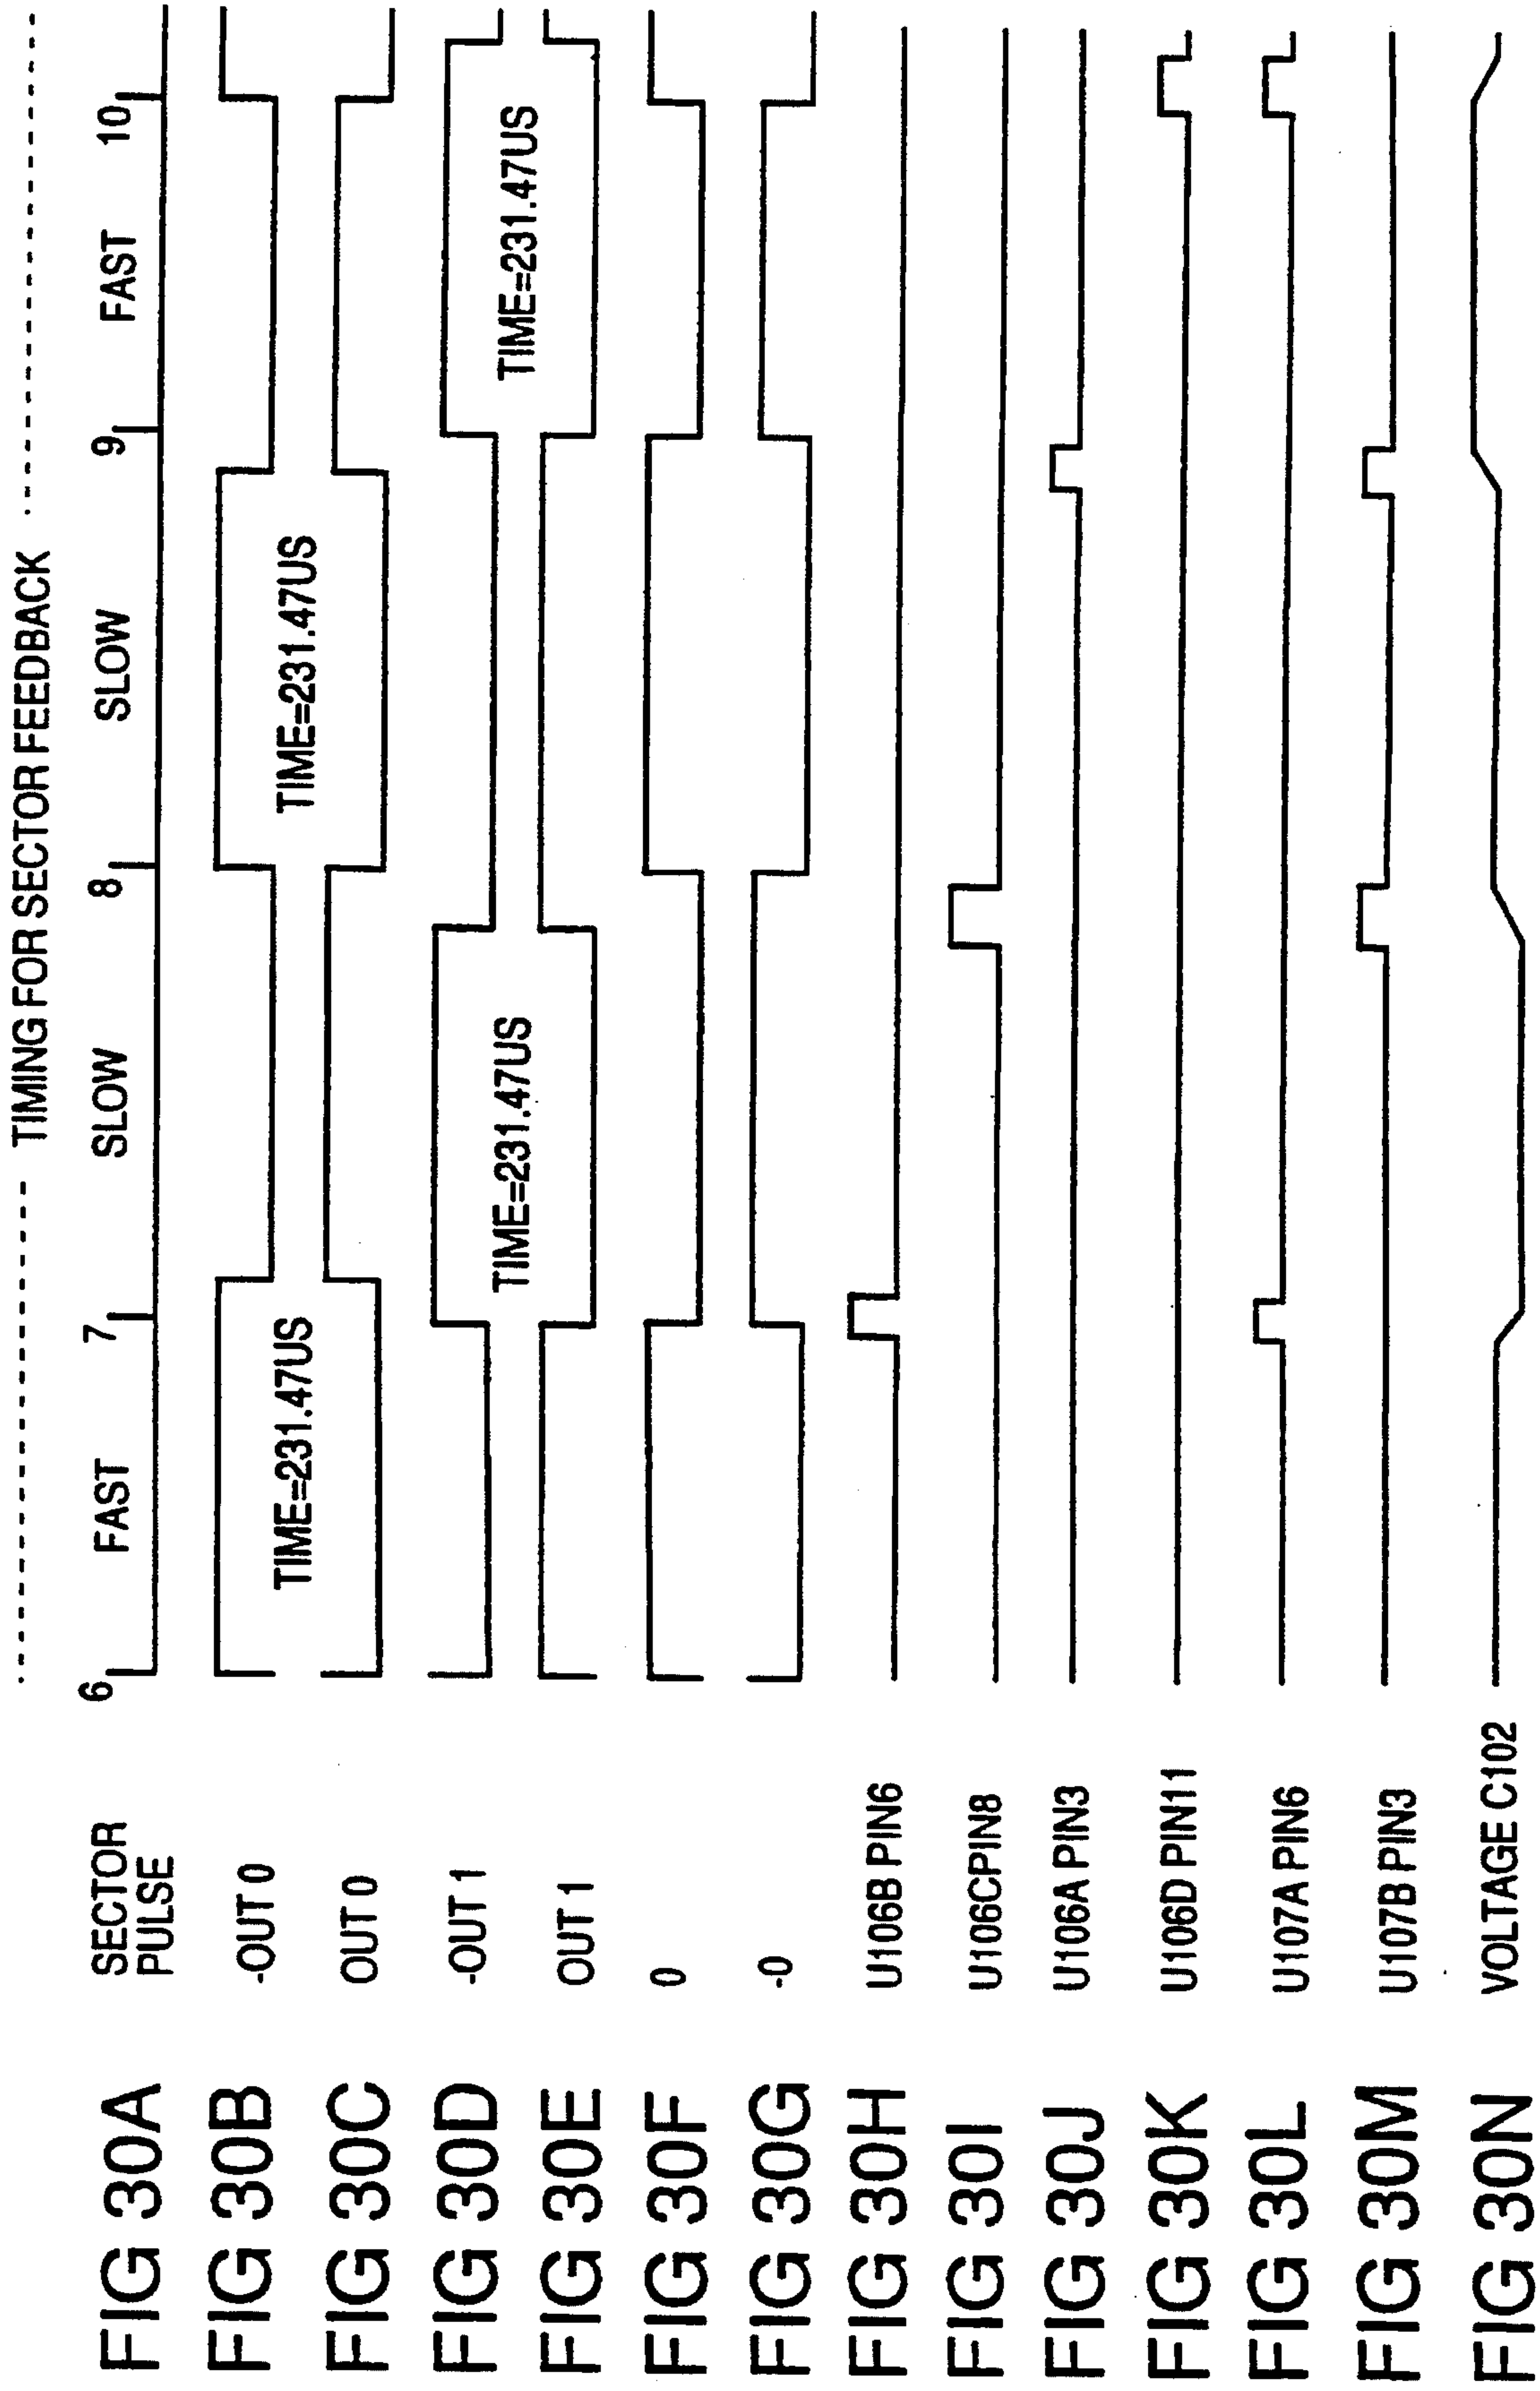 TIMING FOR SECTOR FEEDBACK
6 FAST 7 SLOW 8 SLOW 9 FAST 10
FIG 30A SECTOR
PULSE
FIG 30B -OUT 0 TIME=231.47US TIME=231.47US
FIG 30C OUT 0
FIG 30D -OUT 1 TIME=231.47US TIME=231.47US
FIG 30E OUT 1
FIG 30F 0
FIG 30G -0
FIG 30H U106B PIN6
FIG 30I U106CPIN8
FIG 30J U106A PIN3
FIG 30K U106D PIN11
FIG 30L U107A PIN6
FIG 30M U107B PIN3
FIG 30N VOLTAGE C102